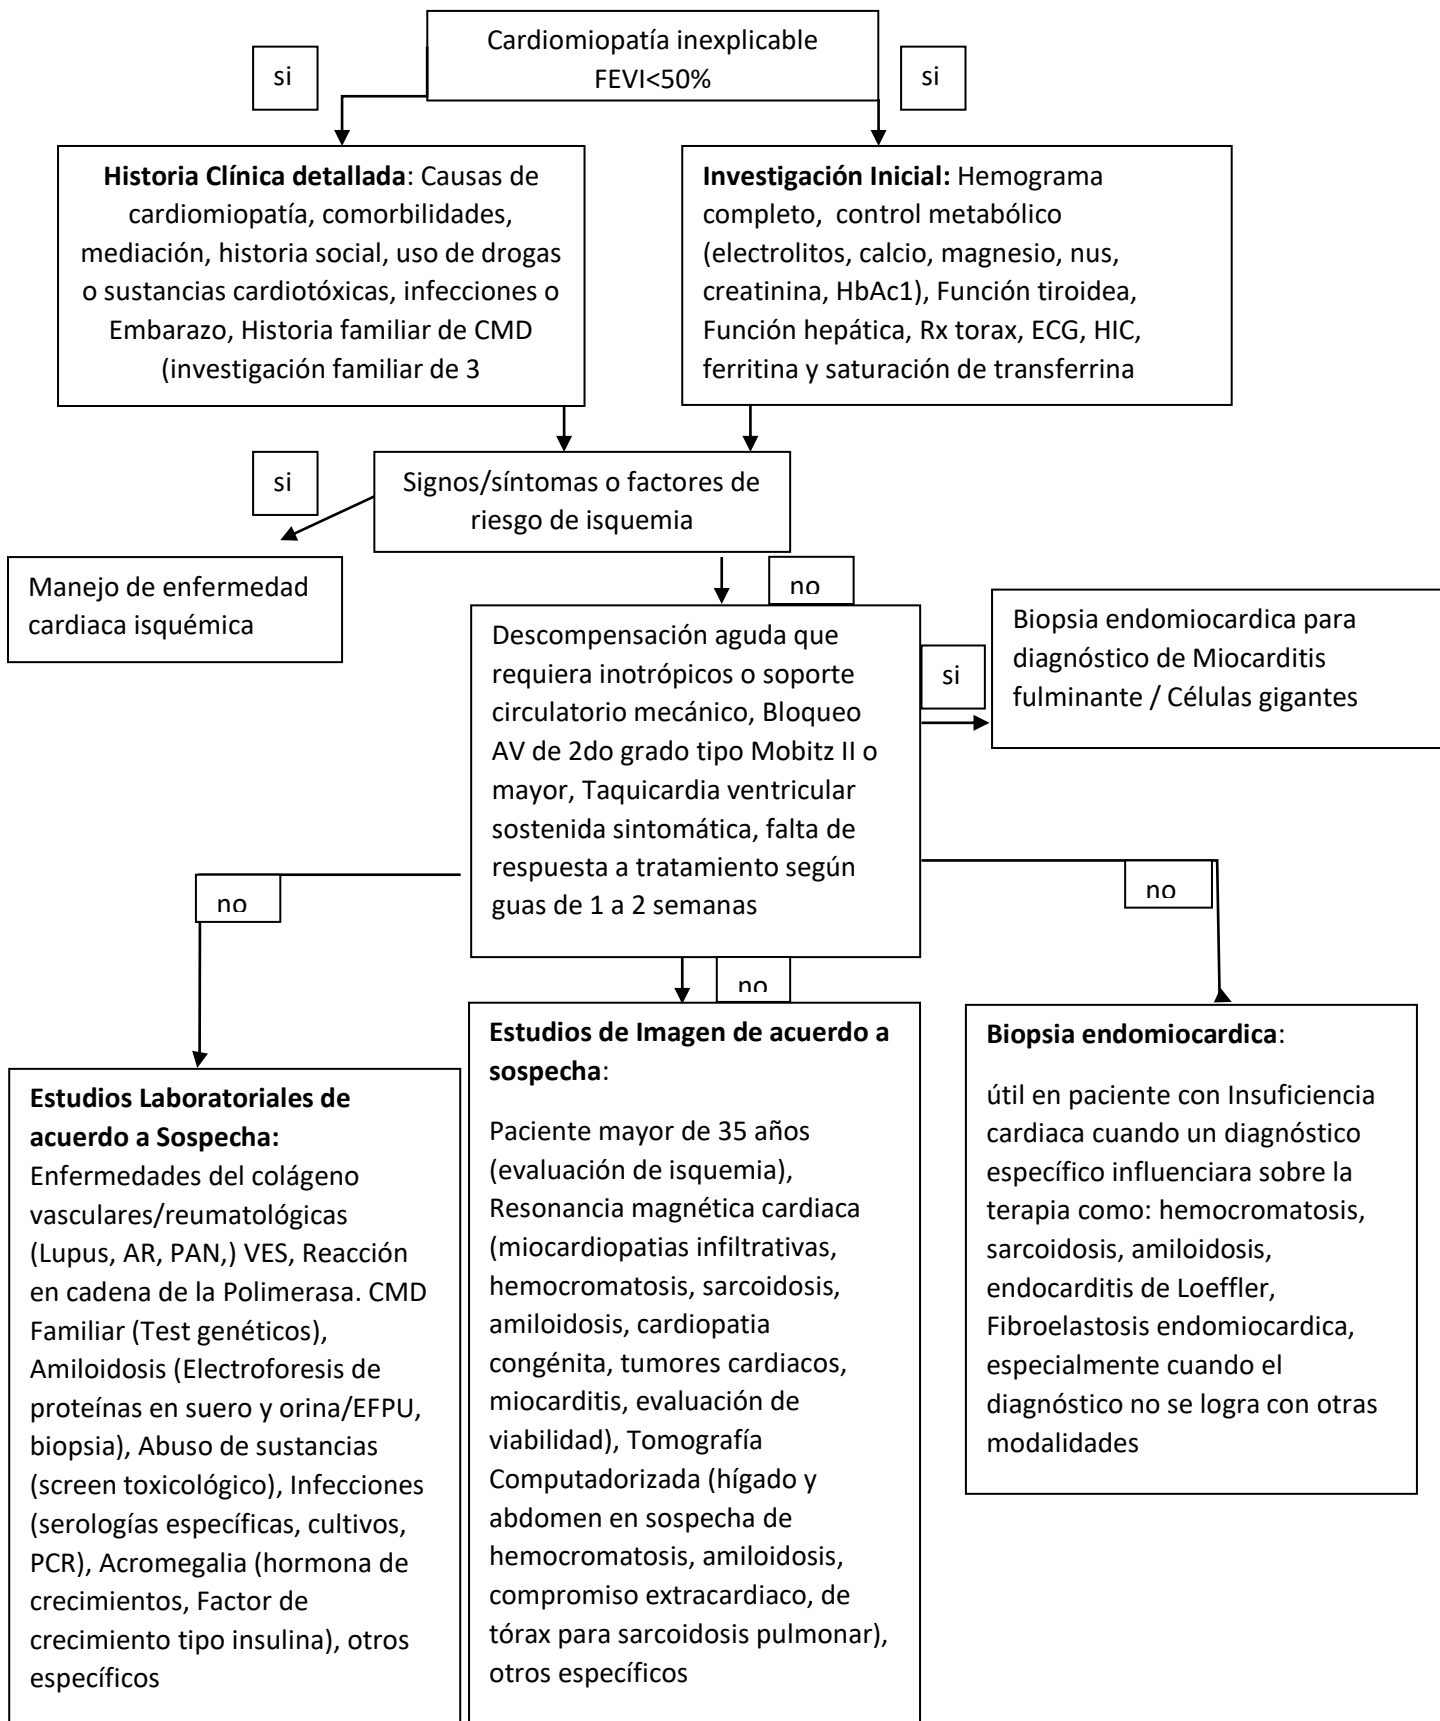 Cardiomiopatía inexplicable
FEVI<50%
si
si
Historia Clínica detallada: Causas de
cardiomiopatía, comorbilidades,
mediación, historia social, uso de drogas
o sustancias cardiotóxicas, infecciones o
Embarazo, Historia familiar de CMD
(investigación familiar de 3
Investigación Inicial: Hemograma
completo, control metabólico
(electrolitos, calcio, magnesio, nus,
creatinina, HbAc1), Función tiroidea,
Función hepática, Rx torax, ECG, HIC,
ferritina y saturación de transferrina
si
Signos/síntomas o factores de
riesgo de isquemia
Manejo de enfermedad
cardiaca isquémica
no
Descompensación aguda que
requiera inotrópicos o soporte
circulatorio mecánico, Bloqueo
AV de 2do grado tipo Mobitz II o
mayor, Taquicardia ventricular
sostenida sintomática, falta de
respuesta a tratamiento según
guas de 1 a 2 semanas
si
Biopsia endomiocardica para
diagnóstico de Miocarditis
fulminante / Células gigantes
no
no
no
Estudios Laboratoriales de
acuerdo a Sospecha:
Enfermedades del colágeno
vasculares/reumatológicas
(Lupus, AR, PAN,) VES, Reacción
en cadena de la Polimerasa. CMD
Familiar (Test genéticos),
Amiloidosis (Electroforesis de
proteínas en suero y orina/EFPU,
biopsia), Abuso de sustancias
(screen toxicológico), Infecciones
(serologías específicas, cultivos,
PCR), Acromegalia (hormona de
crecimientos, Factor de
crecimiento tipo insulina), otros
específicos
Estudios de Imagen de acuerdo a
sospecha:
Paciente mayor de 35 años
(evaluación de isquemia),
Resonancia magnética cardiaca
(miocardiopatias infiltrativas,
hemocromatosis, sarcoidosis,
amiloidosis, cardiopatia
congénita, tumores cardiacos,
miocarditis, evaluación de
viabilidad), Tomografía
Computadorizada (hígado y
abdomen en sospecha de
hemocromatosis, amiloidosis,
compromiso extracardiaco, de
tórax para sarcoidosis pulmonar),
otros específicos
Biopsia endomiocardica:
útil en paciente con Insuficiencia
cardiaca cuando un diagnóstico
específico influenciara sobre la
terapia como: hemocromatosis,
sarcoidosis, amiloidosis,
endocarditis de Loeffler,
Fibroelastosis endomiocardica,
especialmente cuando el
diagnóstico no se logra con otras
modalidades